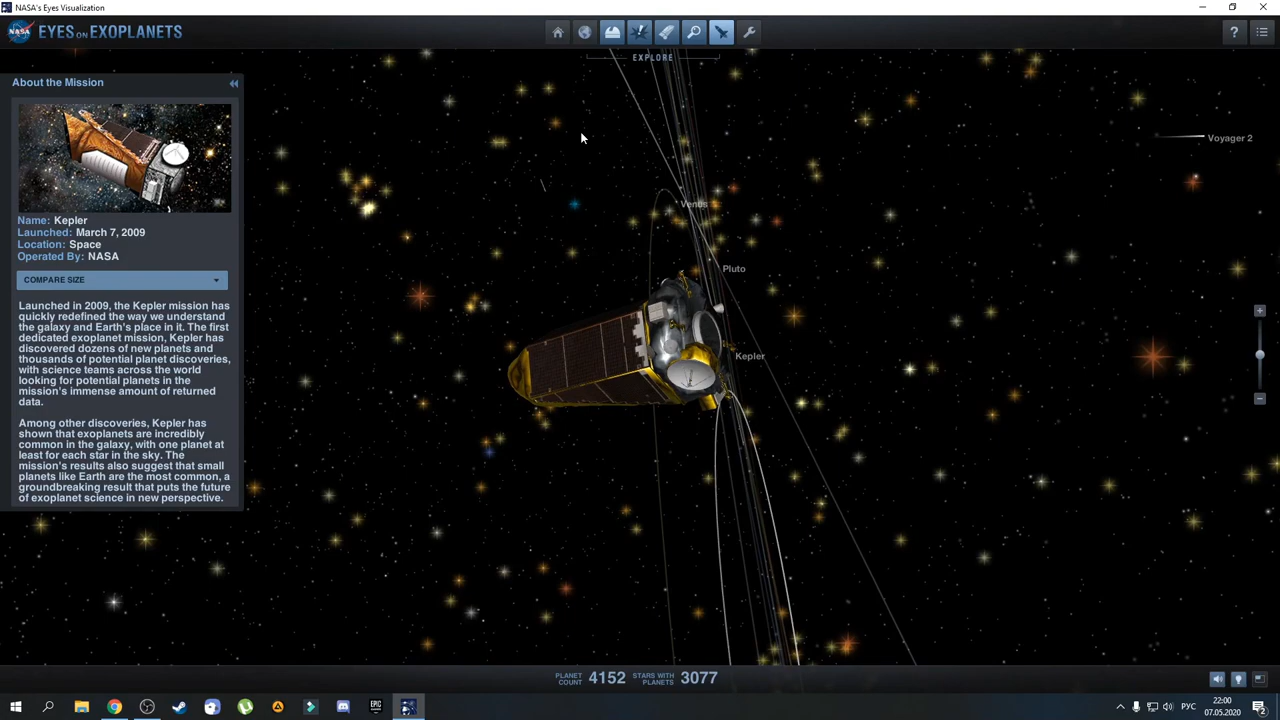 NASA's Eyes Visualization
NASA
EYES ON EXOPLANETS
?
EXPLORE
About the Mission
Name: Kepler
Launched: March 7, 2009
Location: Space
Operated By: NASA
COMPARE SIZE
Launched in 2009, the Kepler mission has
quickly redefined the way we understand
the galaxy and Earth's place in it. The first
dedicated exoplanet mission, Kepler has
discovered dozens of new planets and
thousands of potential planet discoveries,
with science teams across the world
looking for potential planets in the
mission's immense amount of returned
data.
Among other discoveries, Kepler has
shown that exoplanets are incredibly
common in the galaxy, with one planet at
least for each star in the sky. The
mission's results also suggest that small
planets like Earth are the most common, a
groundbreaking result that puts the future
of exoplanet science in new perspective.
Voyager 2
Venus
Pluto
Kepler
PLANET COUNT 4152 STARS WITH PLANETS 3077
EPIC
РУС
22:00
07.05.2020
2